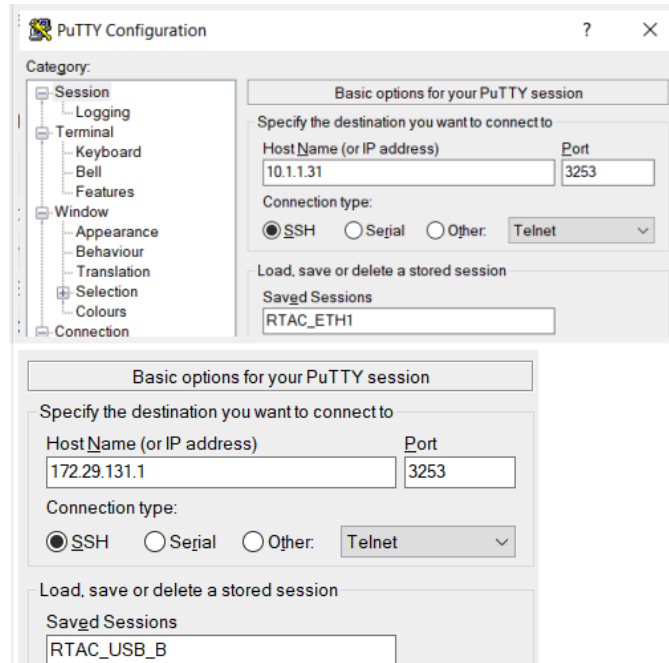 PuTTY Configuration ? ×
Category:
Session
Logging
Terminal
Keyboard
Bell
Features
Window
Appearance
Behaviour
Translation
Selection
Colours
Connection
Basic options for your PuTTY session
Specify the destination you want to connect to
Host Name (or IP address) Port
10.1.1.31 3253
Connection type:
SSH Serial Other: Telnet
Load, save or delete a stored session
Saved Sessions
RTAC_ETH1
Basic options for your PuTTY session
Specify the destination you want to connect to
Host Name (or IP address) Port
172.29.131.1 3253
Connection type:
SSH Serial Other: Telnet
Load, save or delete a stored session
Saved Sessions
RTAC_USB_B